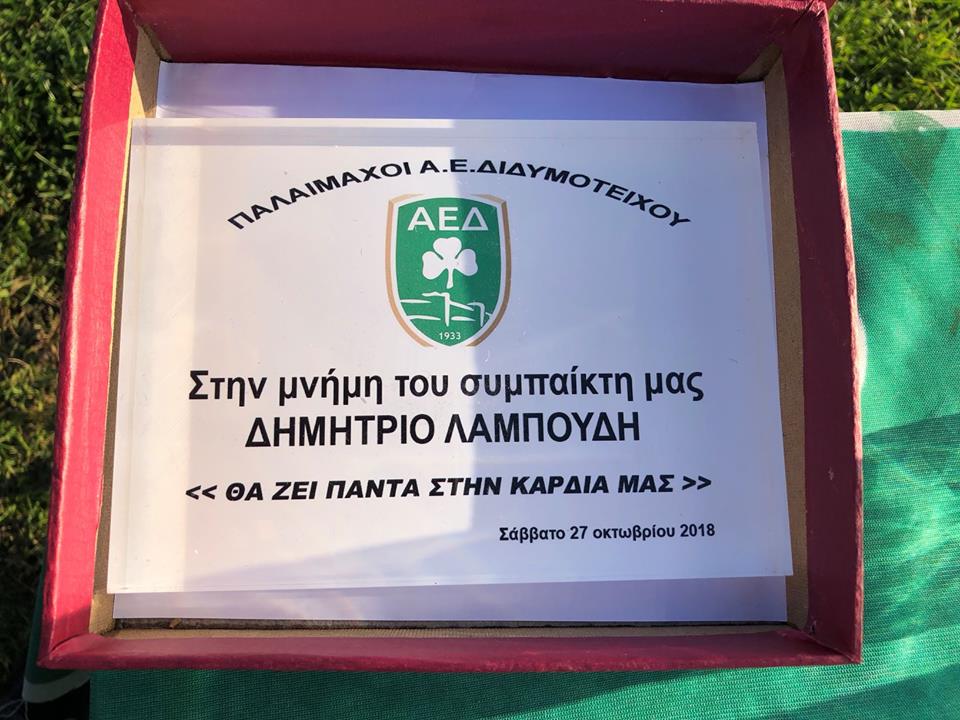 ΠΑΛΑΙΜΑΧΟΙ Α.Ε.ΔΙΔΥΜΟΤΕΙΧΟΥ
ΑΕΔ
1933
Στην μνήμη του συμπαίκτη μας
ΔΗΜΗΤΡΙΟ ΛΑΜΠΟΥΔΗ
<< ΘΑ ΖΕΙ ΠΑΝΤΑ ΣΤΗΝ ΚΑΡΔΙΑ ΜΑΣ >>
Σάββατο 27 οκτωβρίου 2018